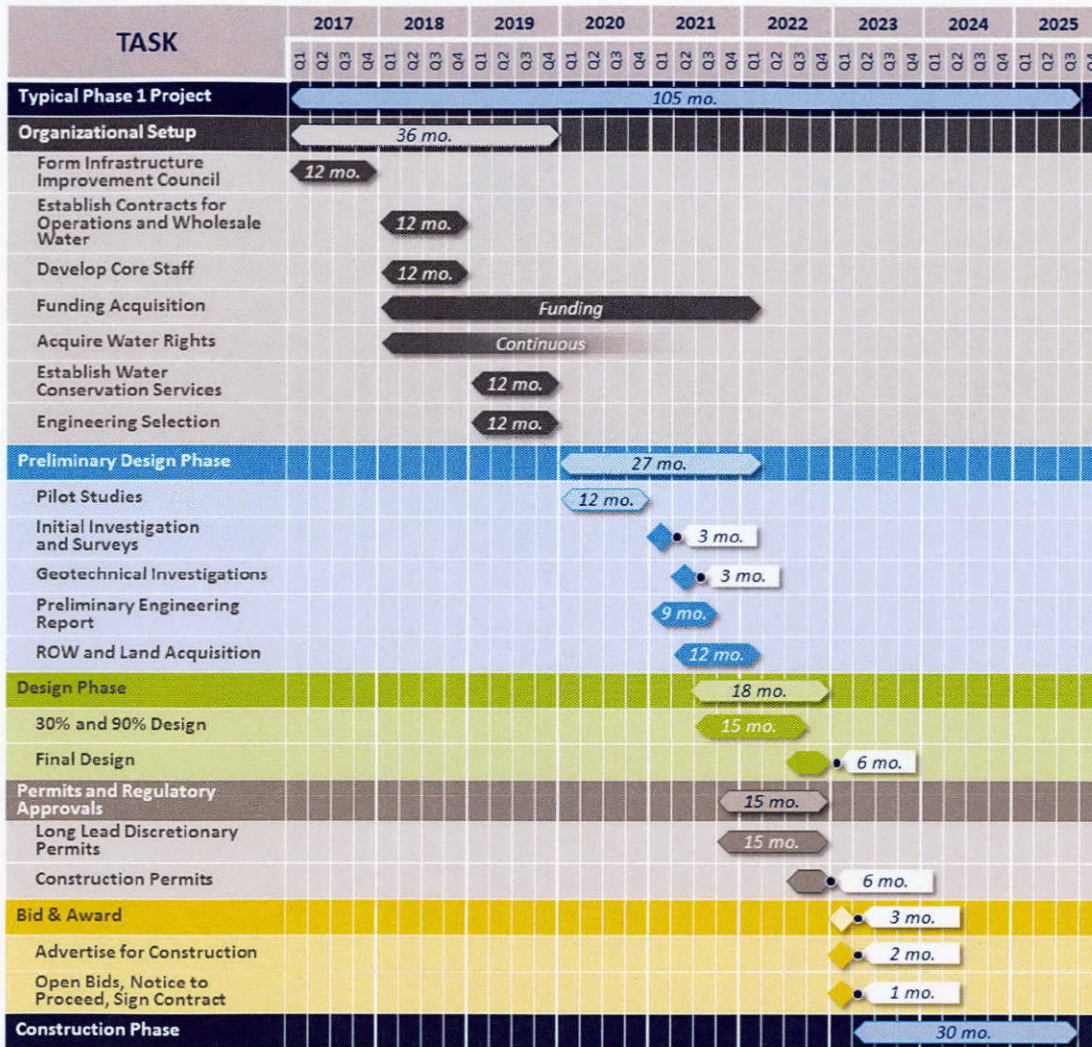 TASK
2017 2018 2019 2020 2021 2022 2023 2024 2025
Q1 Q2 Q3 Q4 Q1 Q2 Q3 Q4 Q1 Q2 Q3 Q4 Q1 Q2 Q3 Q4 Q1 Q2 Q3 Q4 Q1 Q2 Q3 Q4 Q1 Q2 Q3 Q4 Q1 Q2 Q3 Q4 Q1 Q2 Q3 Q4
Typical Phase 1 Project 105 mo.
Organizational Setup 36 mo.
Form Infrastructure
Improvement Council 12 mo.
Establish Contracts for
Operations and Wholesale 12 mo.
Water
Develop Core Staff 12 mo.
Funding Acquisition Funding
Acquire Water Rights Continuous
Establish Water
Conservation Services 12 mo.
Engineering Selection 12 mo.
Preliminary Design Phase 27 mo.
Pilot Studies 12 mo.
Initial Investigation
and Surveys 3 mo.
Geotechnical Investigations 3 mo.
Preliminary Engineering
Report 9 mo.
ROW and Land Acquisition 12 mo.
Design Phase 18 mo.
30% and 90% Design 15 mo.
Final Design 6 mo.
Permits and Regulatory
Approvals 15 mo.
Long Lead Discretionary
Permits 15 mo.
Construction Permits 6 mo.
Bid & Award 3 mo.
Advertise for Construction 2 mo.
Open Bids, Notice to
Proceed, Sign Contract 1 mo.
Construction Phase 30 mo.